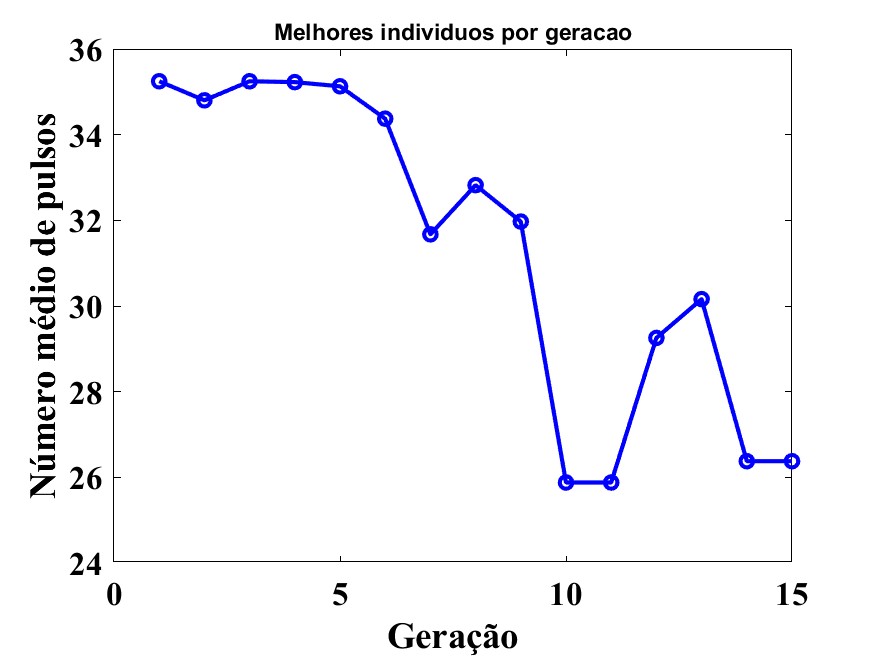 Melhores individuos por geracao
Número médio de pulsos
36
34
32
30
28
26
24
0 5 10 15
Geração